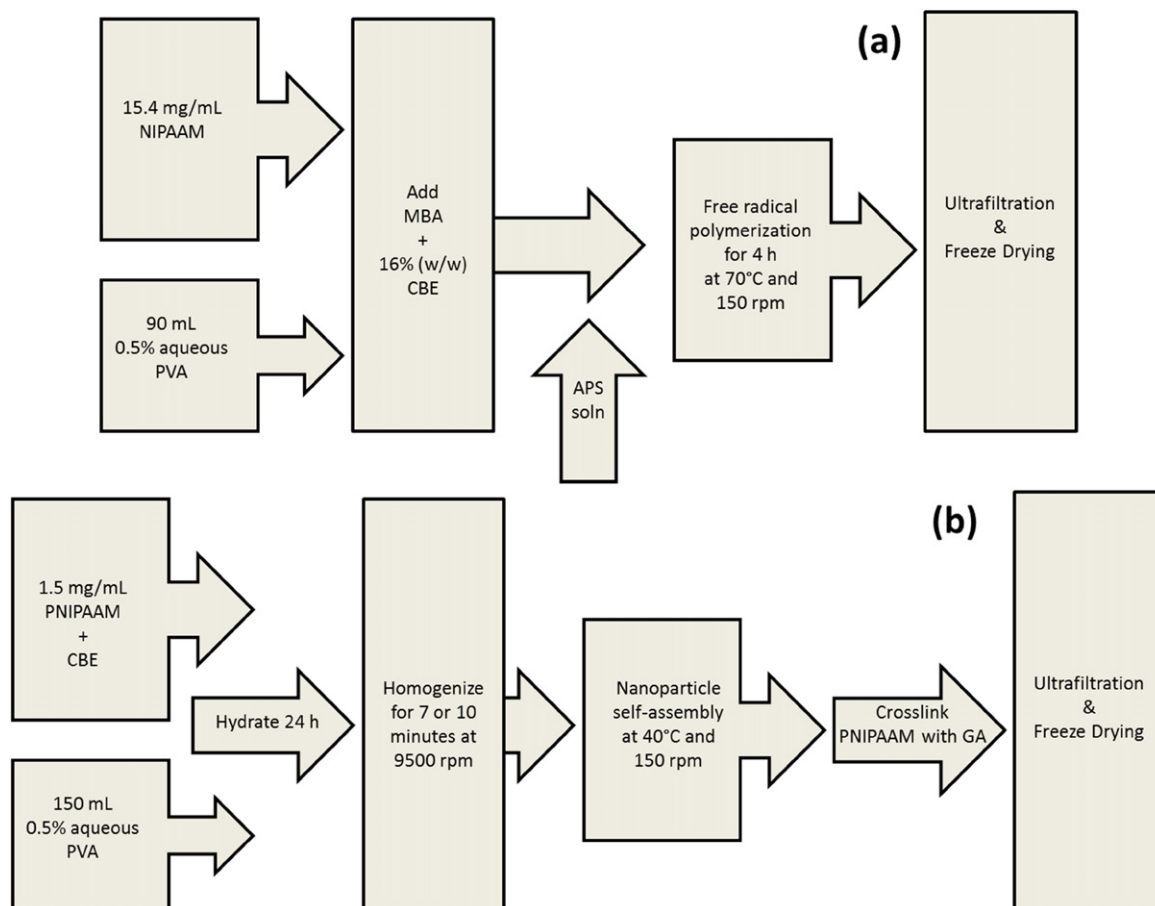 (a)
15.4 mg/mL
NIPAAM
90 mL
0.5% aqueous
PVA
Add
MBA
+
16% (w/w)
CBE
APS
soln
Free radical
polymerization
for 4 h
at 70°C and
150 rpm
Ultrafiltration
&
Freeze Drying
(b)
1.5 mg/mL
PNIPAAM
+
CBE
150 mL
0.5% aqueous
PVA
Hydrate 24 h
Homogenize
for 7 or 10
minutes at
9500 rpm
Nanoparticle
self-assembly
at 40°C and
150 rpm
Crosslink
PNIPAAM with GA
Ultrafiltration
&
Freeze Drying